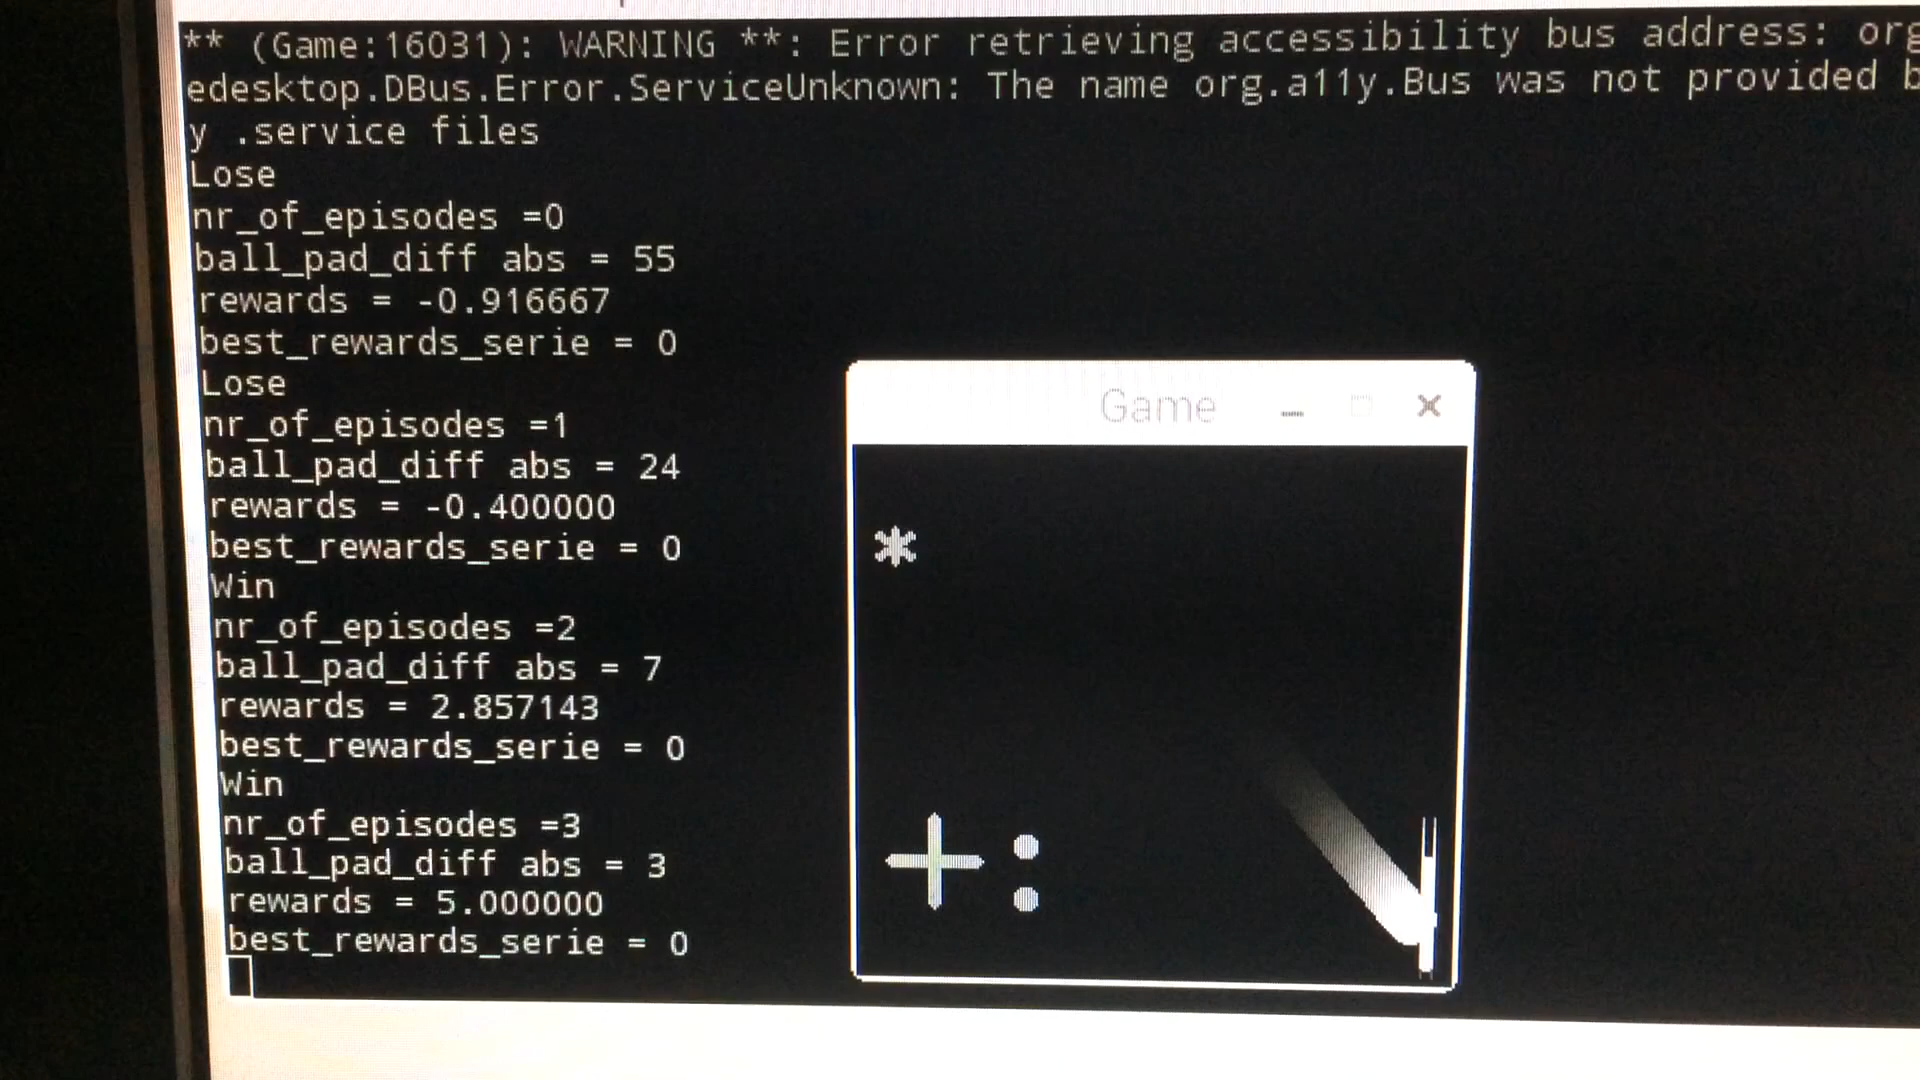 ** (Game:16031): WARNING **: Error retrieving accessibility bus address: org
edesktop.DBus.Error.ServiceUnknown: The name org.a11y.Bus was not provided b
y .service files
Lose
nr_of_episodes =0
ball_pad_diff abs = 55
rewards = -0.916667
best_rewards_serie = 0
Lose
nr_of_episodes =1
ball_pad_diff abs = 24
rewards = -0.400000
best_rewards_serie = 0
Win
nr_of_episodes =2
ball_pad_diff abs = 7
rewards = 2.857143
best_rewards_serie = 0
Win
nr_of_episodes =3
ball_pad_diff abs = 3
rewards = 5.000000
best_rewards_serie = 0
Game
*
+: